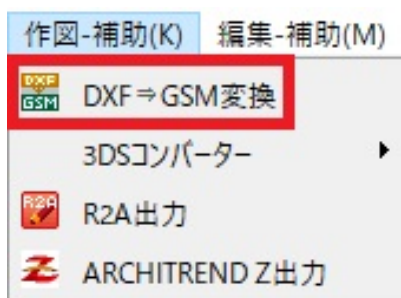 作図-補助(K) 編集-補助(M)
DXF GSM DXF⇒GSM変換
3DSコンバーター
R2A R2A出力
Z ARCHITREND Z出力